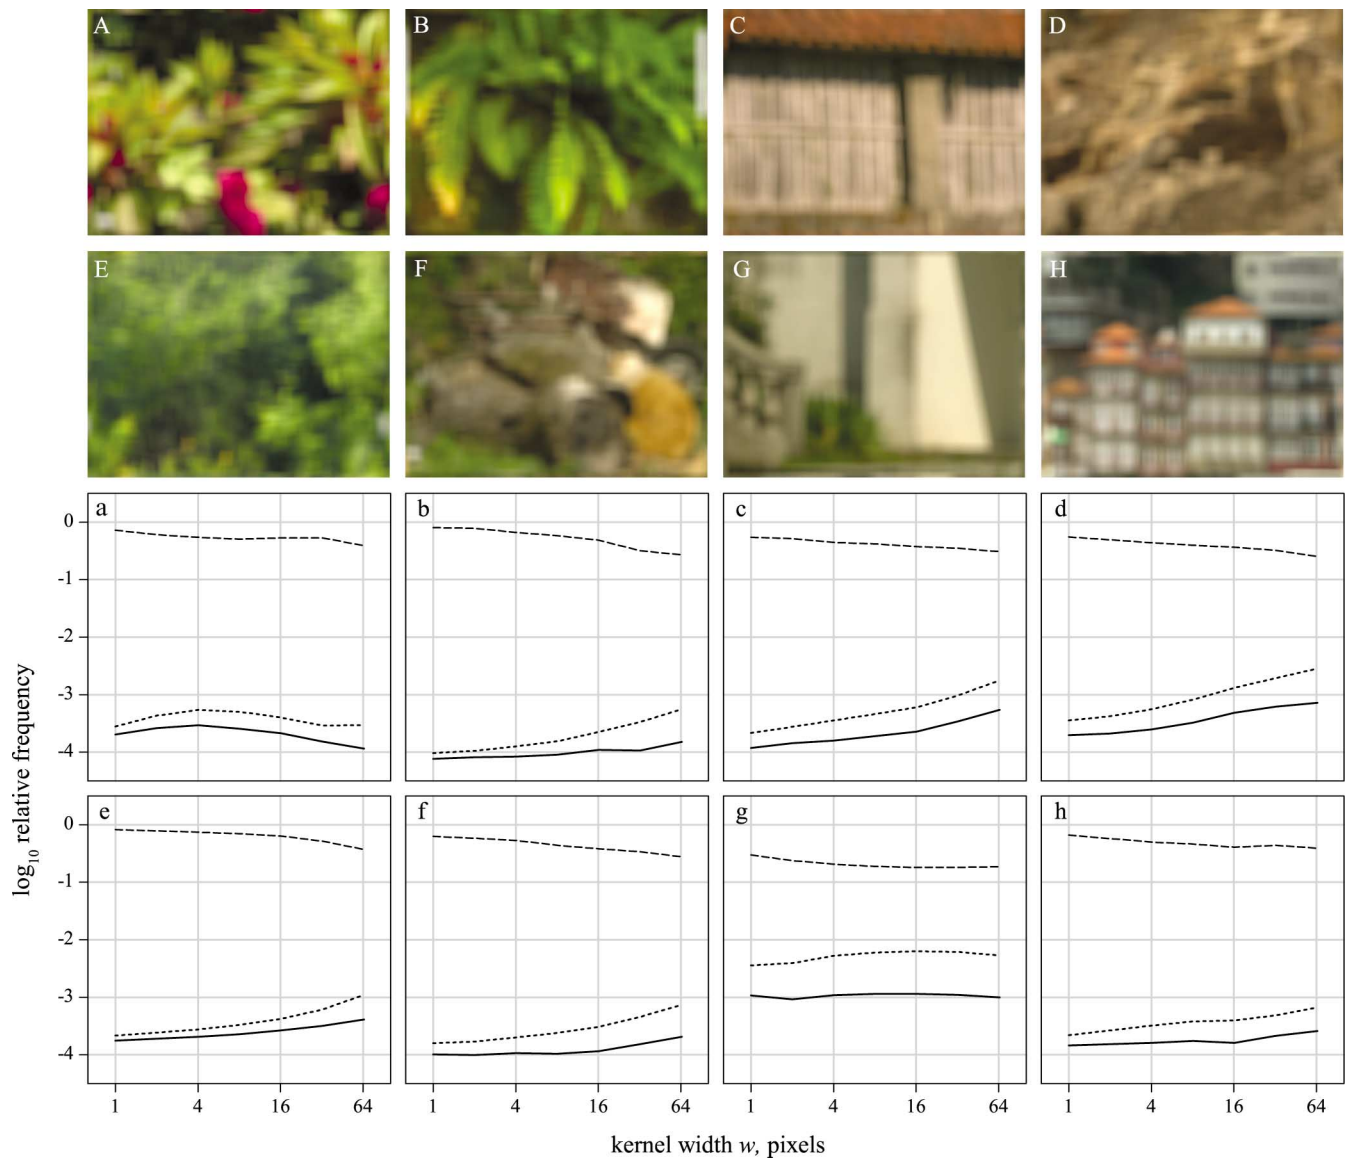 A B C D
E F G H
a b c d
0
-1
-2
-3
-4
e f g h
0
-1
-2
-3
-4
log10 relative frequency
1 4 16 64 1 4 16 64 1 4 16 64 1 4 16 64
kernel width w, pixels